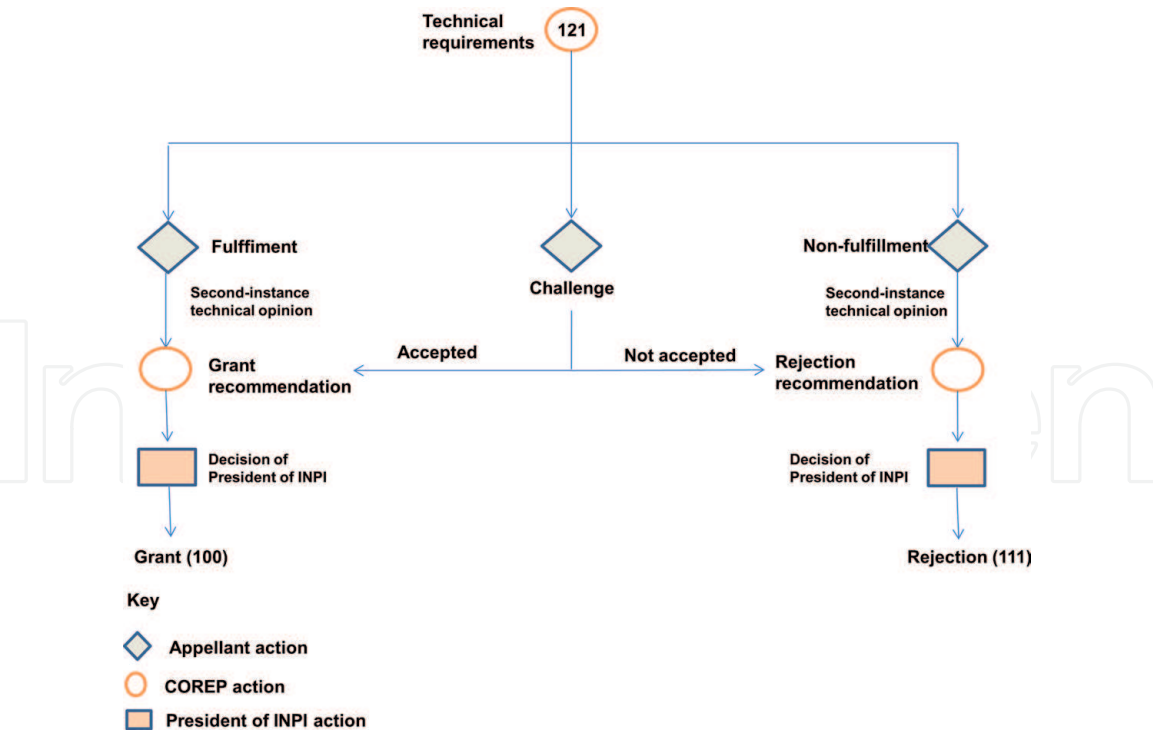 Technical
requirements
121
Fulffiment
Challenge
Non-fulfillment
Second-instance
technical opinion
Second-instance
technical opinion
Accepted
Not accepted
Grant
recommendation
Rejection
recommendation
Decision of
President of INPI
Decision of
President of INPI
Grant (100)
Rejection (111)
Key
Appellant action
COREP action
President of INPI action